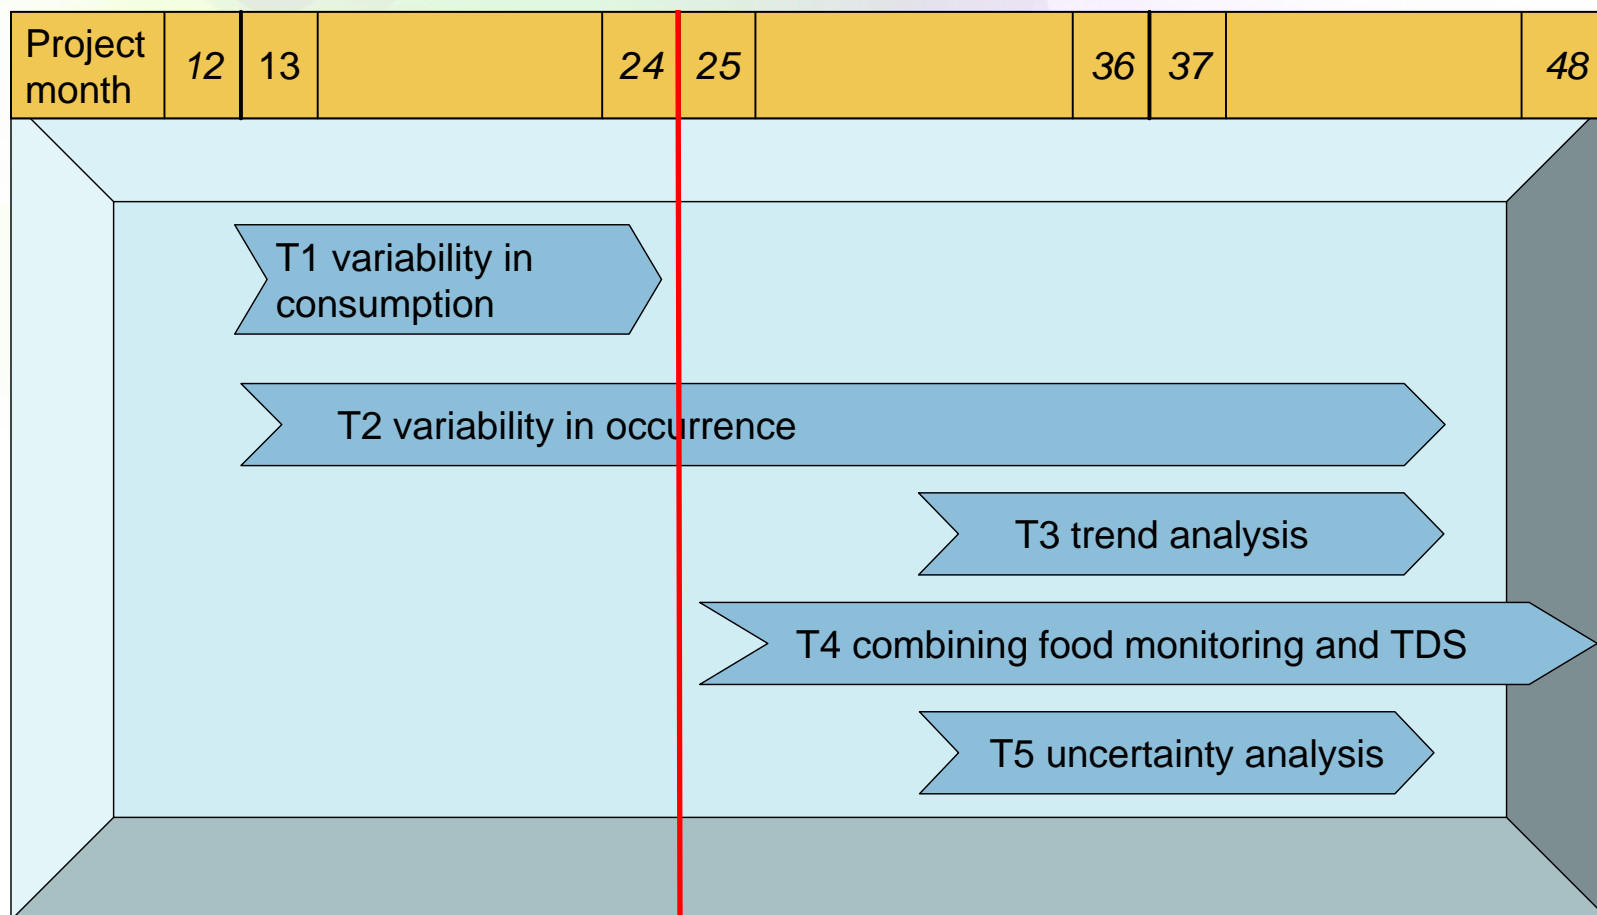 Project
month
12 13 24 25 36 37 48
T1 variability in
consumption
T2 variability in occurrence
T3 trend analysis
T4 combining food monitoring and TDS
T5 uncertainty analysis